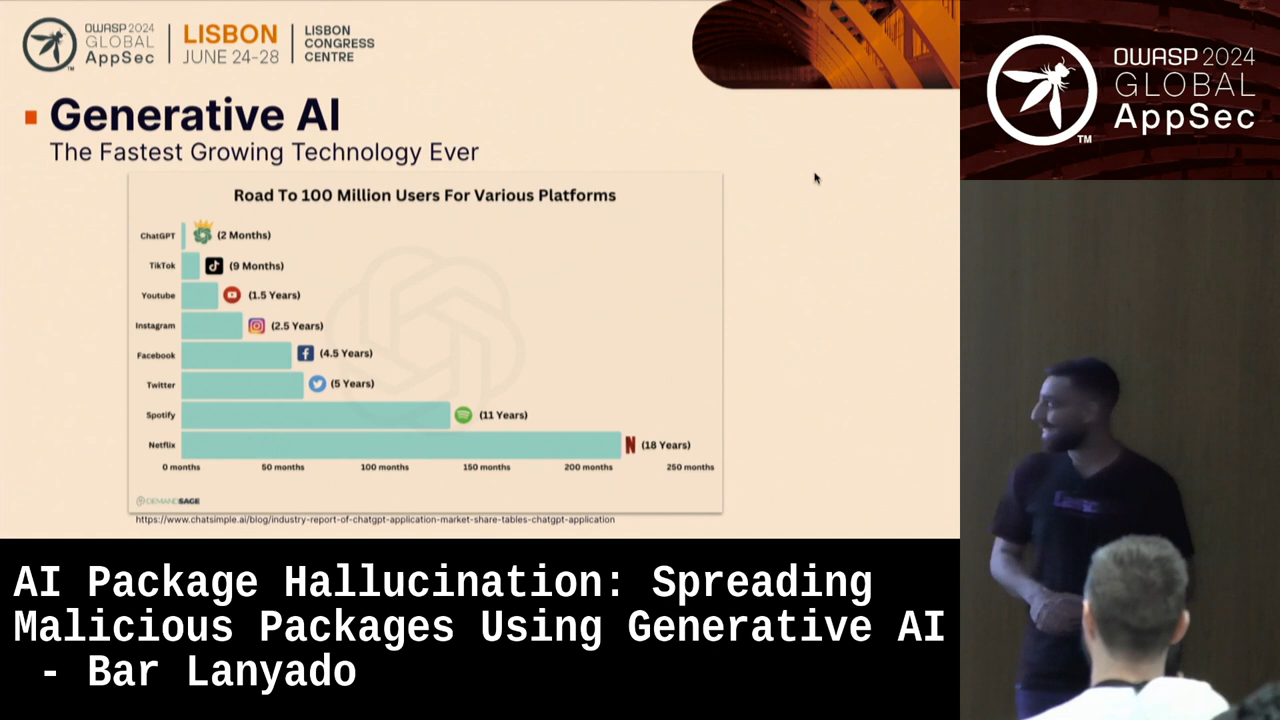 OWASP 2024
GLOBAL
AppSec
TM
LISBON
JUNE 24-28
LISBON
CONGRESS
CENTRE
Generative AI
The Fastest Growing Technology Ever
Road To 100 Million Users For Various Platforms
ChatGPT (2 Months)
TikTok (9 Months)
Youtube (1.5 Years)
Instagram (2.5 Years)
Facebook (4.5 Years)
Twitter (5 Years)
Spotify (11 Years)
Netflix N (18 Years)
0 months 50 months 100 months 150 months 200 months 250 months
DEMANDSAGE
https://www.chatsimple.ai/blog/industry-report-of-chatgpt-application-market-share-tables-chatgpt-application
OWASP 2024
GLOBAL
AppSec
TM
AI Package Hallucination: Spreading
Malicious Packages Using Generative AI
- Bar Lanyado